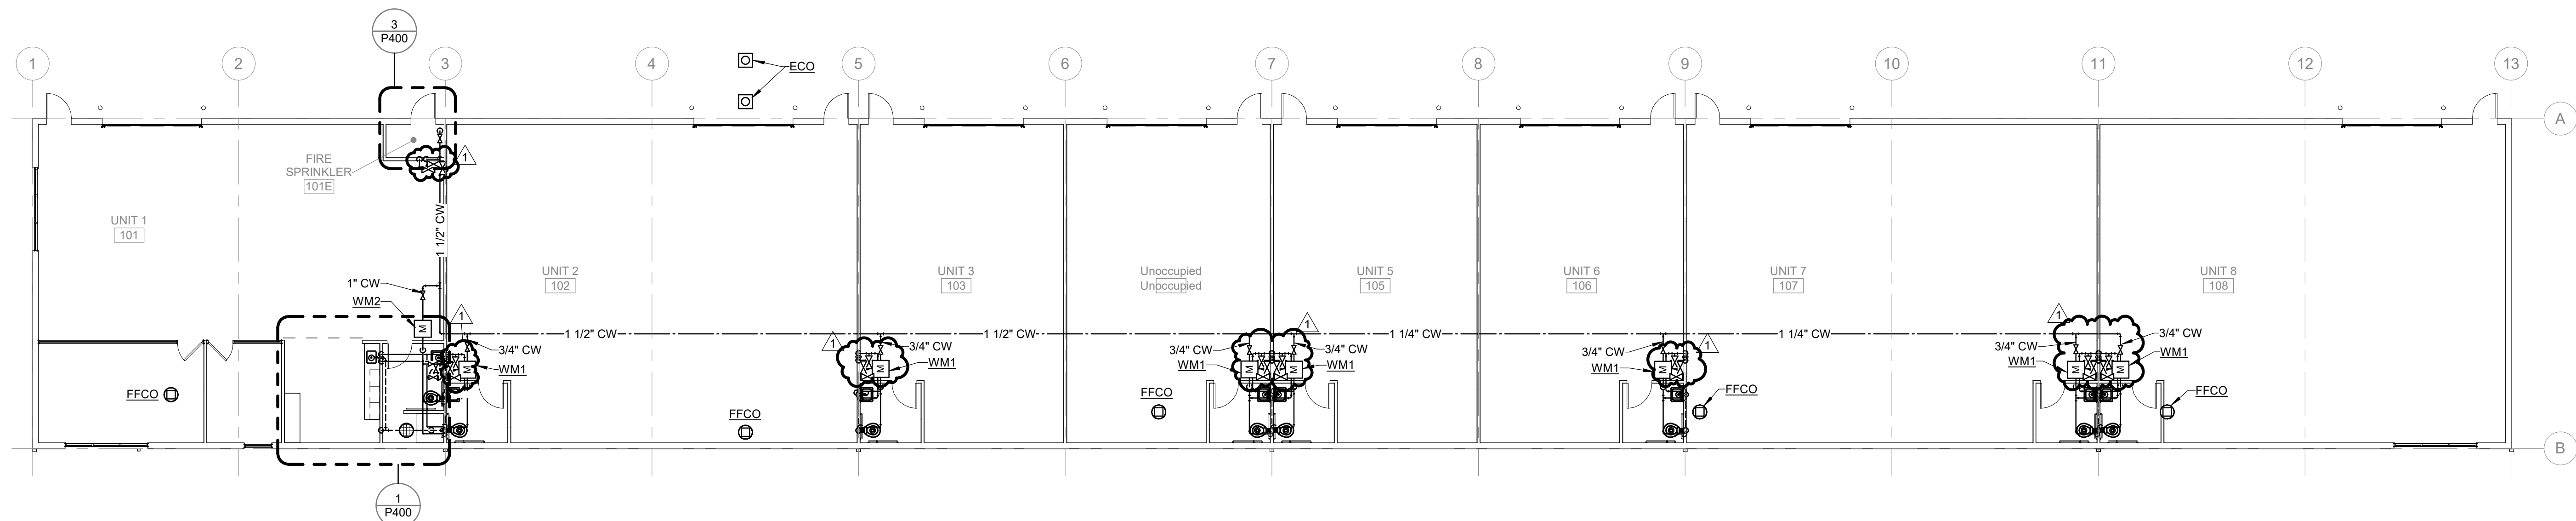 3
P400
1
2
3
4
5
6
7
8
9
10
11
12
13
ECO
A
1
FIRE
SPRINKLER
101E
UNIT 1
101
1 1/2" CW
UNIT 2
102
UNIT 3
103
Unoccupied
Unoccupied
UNIT 5
105
UNIT 6
106
UNIT 7
107
UNIT 8
108
1" CW
WM2
M
1
1 1/2" CW
1
1 1/2" CW
1
1 1/4" CW
1
1 1/4" CW
1
3/4" CW
3/4" CW
3/4" CW
3/4" CW
3/4" CW
3/4" CW
3/4" CW
M
WM1
M
WM1
WM1
M
M
WM1
WM1
M
WM1
M
M
WM1
FFCO
FFCO
FFCO
FFCO
FFCO
B
1
P400